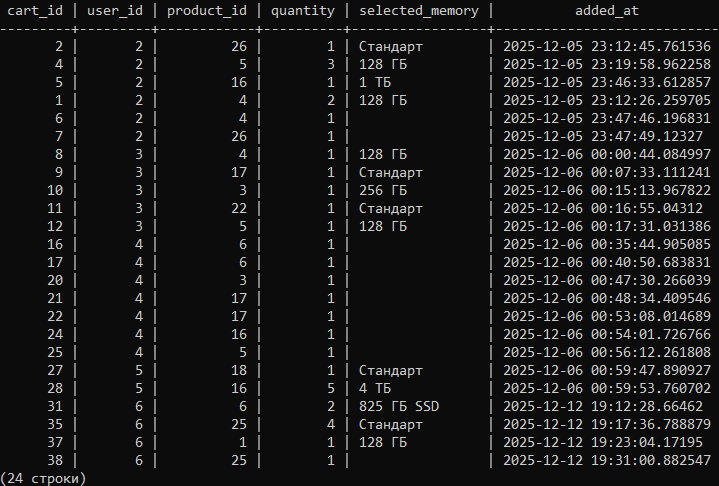 cart_id | user_id | product_id | quantity | selected_memory | added_at
---------+---------+------------+----------+-----------------+----------------------------
2 | 2 | 26 | 1 | Стандарт | 2025-12-05 23:12:45.761536
4 | 2 | 5 | 3 | 128 ГБ | 2025-12-05 23:19:58.962258
5 | 2 | 16 | 1 | 1 ТБ | 2025-12-05 23:46:33.612857
1 | 2 | 4 | 2 | 128 ГБ | 2025-12-05 23:12:26.259705
6 | 2 | 4 | 1 | | 2025-12-05 23:47:46.196831
7 | 2 | 26 | 1 | | 2025-12-05 23:47:49.12327
8 | 3 | 4 | 1 | 128 ГБ | 2025-12-06 00:00:44.084997
9 | 3 | 17 | 1 | Стандарт | 2025-12-06 00:07:33.111241
10 | 3 | 3 | 1 | 256 ГБ | 2025-12-06 00:15:13.967822
11 | 3 | 22 | 1 | Стандарт | 2025-12-06 00:16:55.04312
12 | 3 | 5 | 1 | 128 ГБ | 2025-12-06 00:17:31.031386
16 | 4 | 6 | 1 | | 2025-12-06 00:35:44.905085
17 | 4 | 6 | 1 | | 2025-12-06 00:40:50.683831
20 | 4 | 3 | 1 | | 2025-12-06 00:47:30.266039
21 | 4 | 17 | 1 | | 2025-12-06 00:48:34.409546
22 | 4 | 17 | 1 | | 2025-12-06 00:53:08.014689
24 | 4 | 16 | 1 | | 2025-12-06 00:54:01.726766
25 | 4 | 5 | 1 | | 2025-12-06 00:56:12.261808
27 | 5 | 18 | 1 | Стандарт | 2025-12-06 00:59:47.890927
28 | 5 | 16 | 5 | 4 ТБ | 2025-12-06 00:59:53.760702
31 | 6 | 6 | 2 | 825 ГБ SSD | 2025-12-12 19:12:28.66462
35 | 6 | 25 | 4 | Стандарт | 2025-12-12 19:17:36.788879
37 | 6 | 1 | 1 | 128 ГБ | 2025-12-12 19:23:04.17195
38 | 6 | 25 | 1 | | 2025-12-12 19:31:00.882547
(24 строки)